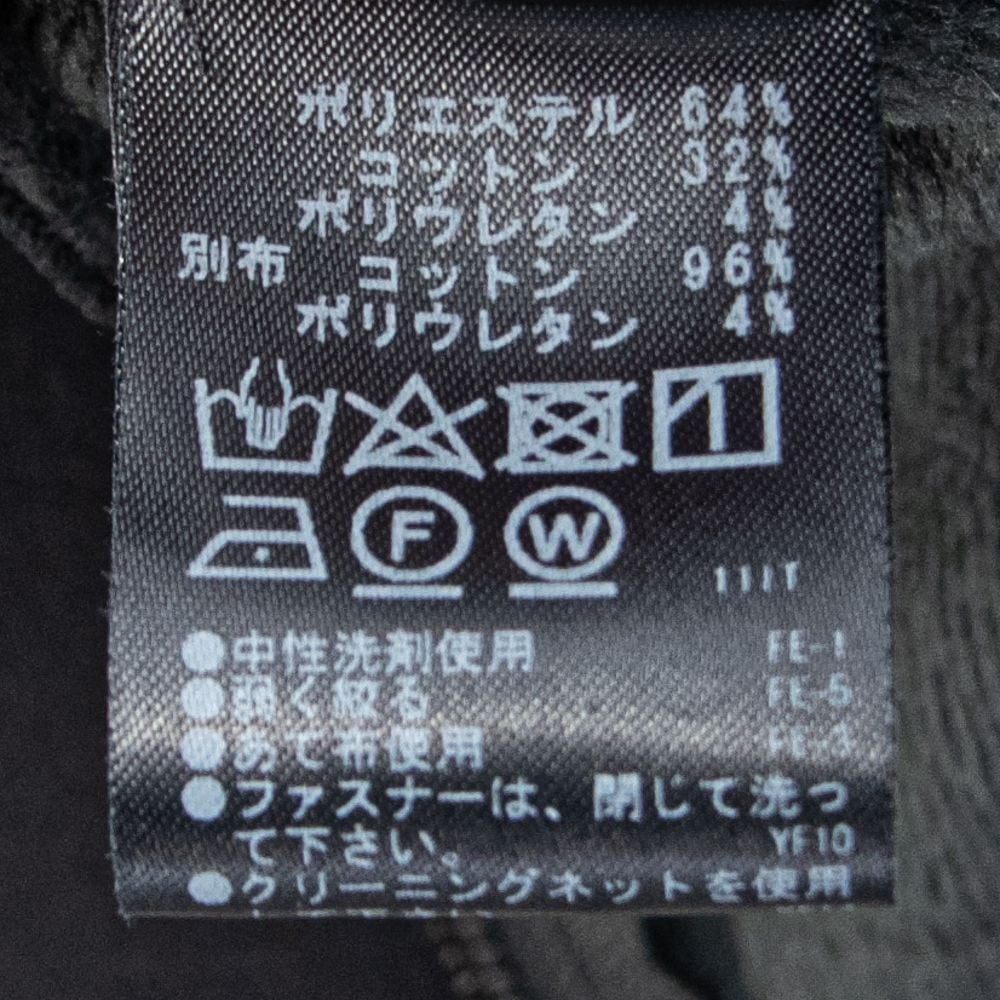 ポリエステル 64%
コットン 32%
ポリウレタン 4%
別布 コットン 96%
ポリウレタン 4%
F W
●中性洗剤使用 FE-1
●弱く絞る FE-5
●あて布使用 FE-3
●ファスナーは、閉じて洗っ
て下さい。 YF10
●クリーニングネットを使用